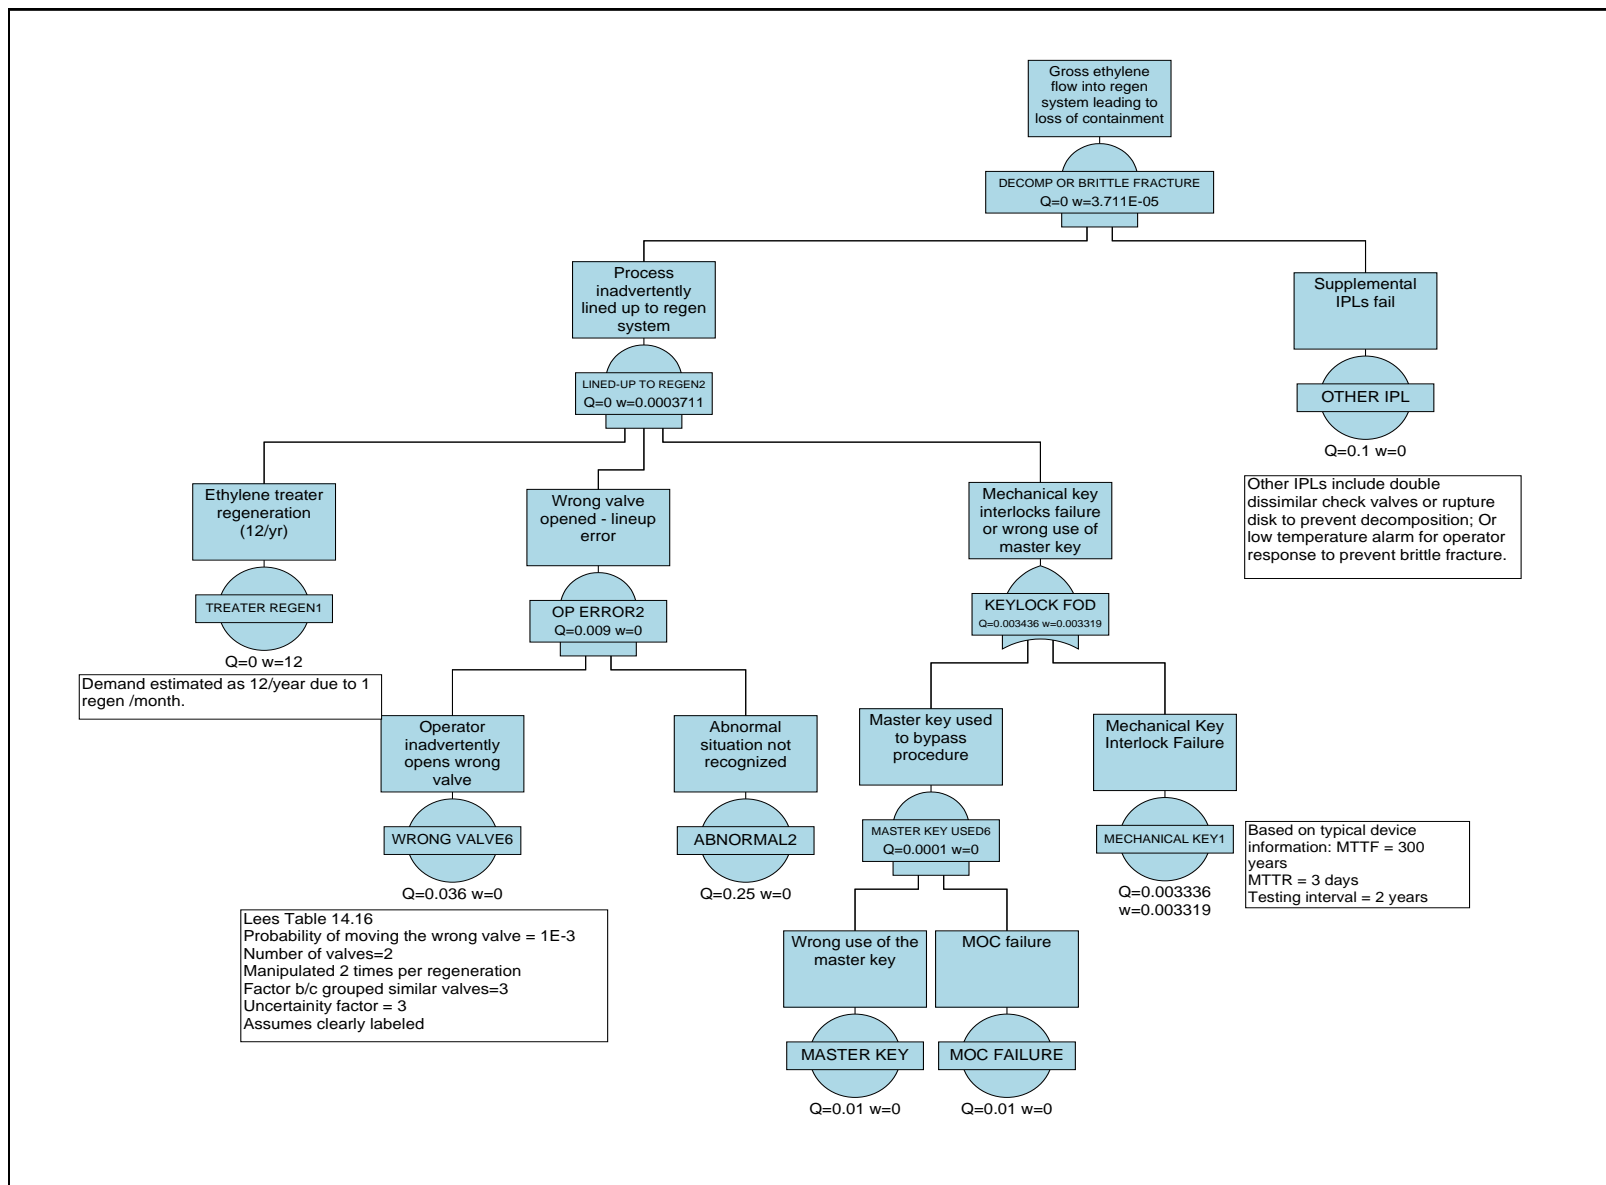 Gross ethylene
flow into regen
system leading to
loss of containment
DECOMP OR BRITTLE FRACTURE
Q=0 w=3.711E-05
Process
inadvertently
lined up to regen
system
LINED-UP TO REGEN2
Q=0 w=0.0003711
Supplemental
IPLs fail
OTHER IPL
Q=0.1 w=0
Other IPLs include double
dissimilar check valves or rupture
disk to prevent decomposition; Or
low temperature alarm for operator
response to prevent brittle fracture.
Ethylene treater
regeneration
(12/yr)
TREATER REGEN1
Q=0 w=12
Demand estimated as 12/year due to 1
regen /month.
Wrong valve
opened - lineup
error
OP ERROR2
Q=0.009 w=0
Mechanical key
interlocks failure
or wrong use of
master key
KEYLOCK FOD
Q=0.003436 w=0.003319
Operator
inadvertently
opens wrong
valve
WRONG VALVE6
Q=0.036 w=0
Lees Table 14.16
Probability of moving the wrong valve = 1E-3
Number of valves=2
Manipulated 2 times per regeneration
Factor b/c grouped similar valves=3
Uncertainity factor = 3
Assumes clearly labeled
Abnormal
situation not
recognized
ABNORMAL2
Q=0.25 w=0
Master key used
to bypass
procedure
MASTER KEY USED6
Q=0.0001 w=0
Mechanical Key
Interlock Failure
MECHANICAL KEY1
Q=0.003336
w=0.003319
Based on typical device
information: MTTF = 300
years
MTTR = 3 days
Testing interval = 2 years
Wrong use of the
master key
MASTER KEY
Q=0.01 w=0
MOC failure
MOC FAILURE
Q=0.01 w=0